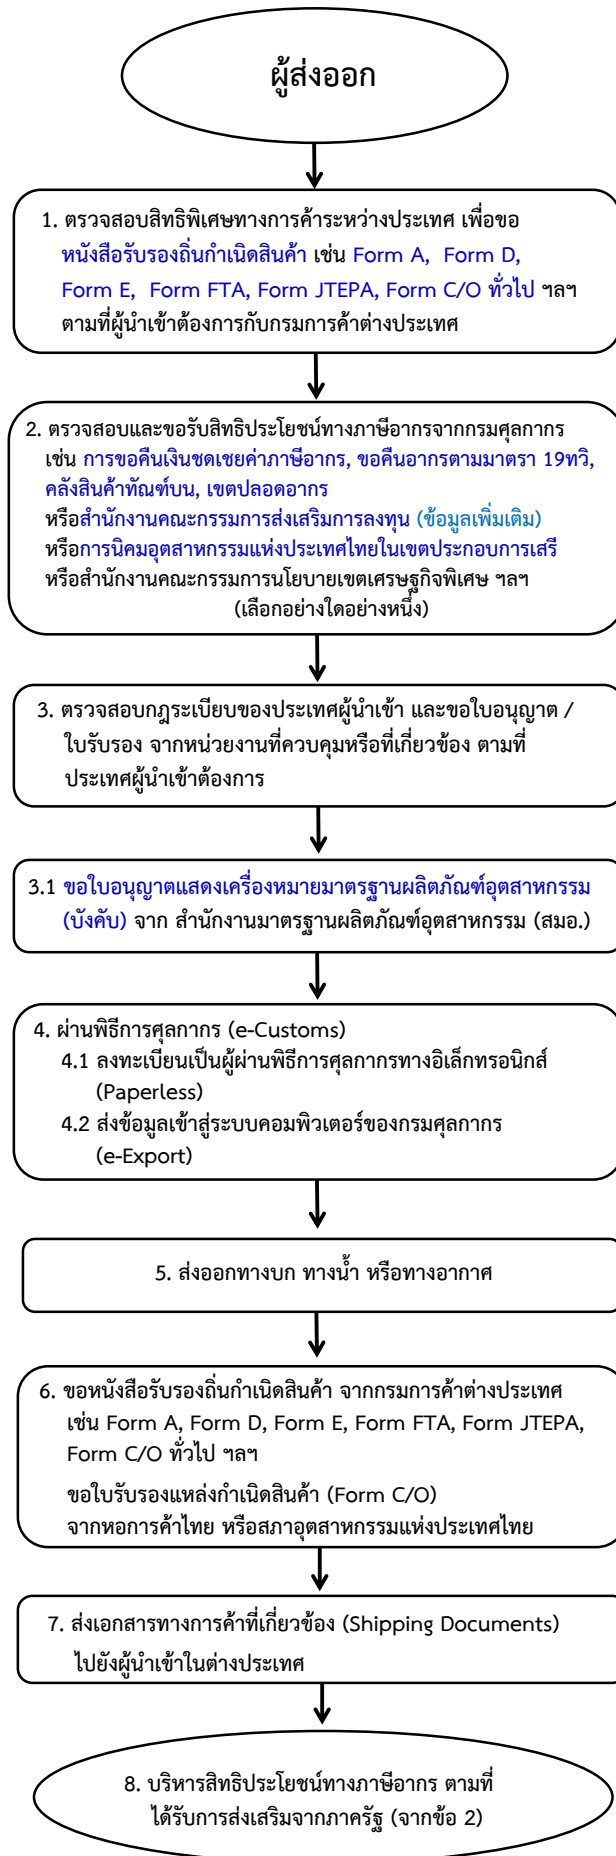 ผู้ส่งออก
1. ตรวจสอบสิทธิพิเศษทางการค้าระหว่างประเทศ เพื่อขอ
หนังสือรับรองถิ่นกำเนิดสินค้า เช่น Form A, Form D,
Form E, Form FTA, Form JTEPA, Form C/O ทั่วไป ฯลฯ
ตามที่ผู้นำเข้าต้องการกับกรมการค้าต่างประเทศ
2. ตรวจสอบและขอรับสิทธิประโยชน์ทางภาษีอากรจากกรมศุลกากร
เช่น การขอคืนเงินชดเชยค่าภาษีอากร, ขอคืนอากรตามมาตรา 19ทวิ,
คลังสินค้าทัณฑ์บน, เขตปลอดอากร
หรือสำนักงานคณะกรรมการส่งเสริมการลงทุน (ข้อมูลเพิ่มเติม)
หรือการนิคมอุตสาหกรรมแห่งประเทศไทยในเขตประกอบการเสรี
หรือสำนักงานคณะกรรมการนโยบายเขตเศรษฐกิจพิเศษ ฯลฯ
(เลือกอย่างใดอย่างหนึ่ง)
3. ตรวจสอบกฎระเบียบของประเทศผู้นำเข้า และขอใบอนุญาต /
ใบรับรอง จากหน่วยงานที่ควบคุมหรือที่เกี่ยวข้อง ตามที่
ประเทศผู้นำเข้าต้องการ
3.1 ขอใบอนุญาตแสดงเครื่องหมายมาตรฐานผลิตภัณฑ์อุตสาหกรรม
(บังคับ) จาก สำนักงานมาตรฐานผลิตภัณฑ์อุตสาหกรรม (สมอ.)
4. ผ่านพิธีการศุลกากร (e-Customs)
4.1 ลงทะเบียนเป็นผู้ผ่านพิธีการศุลกากรทางอิเล็กทรอนิกส์
(Paperless)
4.2 ส่งข้อมูลเข้าสู่ระบบคอมพิวเตอร์ของกรมศุลกากร
(e-Export)
5. ส่งออกทางบก ทางน้ำ หรือทางอากาศ
6. ขอหนังสือรับรองถิ่นกำเนิดสินค้า จากกรมการค้าต่างประเทศ
เช่น Form A, Form D, Form E, Form FTA, Form JTEPA,
Form C/O ทั่วไป ฯลฯ
ขอใบรับรองแหล่งกำเนิดสินค้า (Form C/O)
จากหอการค้าไทย หรือสภาอุตสาหกรรมแห่งประเทศไทย
7. ส่งเอกสารทางการค้าที่เกี่ยวข้อง (Shipping Documents)
ไปยังผู้นำเข้าในต่างประเทศ
8. บริหารสิทธิประโยชน์ทางภาษีอากร ตามที่
ได้รับการส่งเสริมจากภาครัฐ (จากข้อ 2)